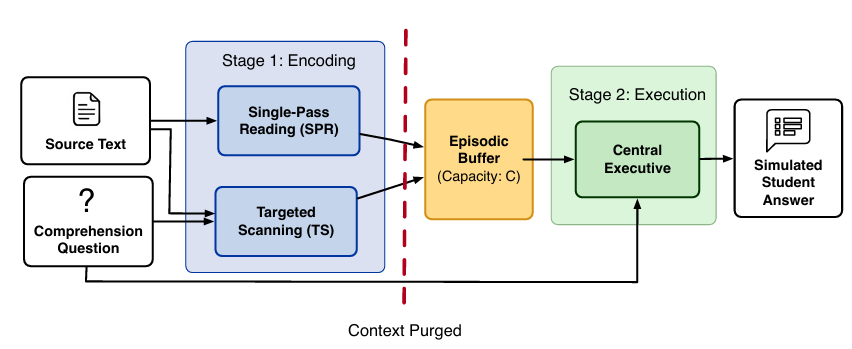 Stage 1: Encoding
Source Text
Single-Pass
Reading (SPR)
?
Comprehension
Question
Targeted
Scanning (TS)
Context Purged
Episodic
Buffer
(Capacity: C)
Stage 2: Execution
Central
Executive
Simulated
Student
Answer